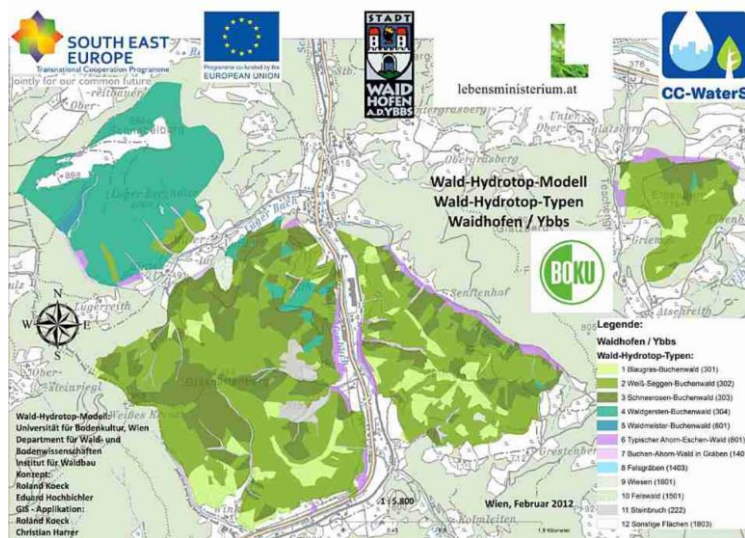 SOUTH EAST
EUROPE
Transnational Cooperation Programme
Jointly for our common future
Programme co-funded by the
EUROPEAN UNION
STADT
WAID
HOFEN
A.D.YBBS
lebensministerium.at
CC-WaterS
Wald-Hydrotop-Modell
Wald-Hydrotop-Typen
Waidhofen / Ybbs
BOKU
N
W
E
S
Obergrasberg
Senftenhof
Lugerreith
Atschreith
Kolmleiten
Legende:
Waidhofen / Ybbs
Wald-Hydrotop-Typen:
1 Blaugras-Buchenwald (301)
2 Weiß-Seggen-Buchenwald (302)
3 Schneerosen-Buchenwald (303)
4 Waldgersten-Buchenwald (304)
5 Waldmeister-Buchenwald (601)
6 Typischer Ahorn-Eschen-Wald (801)
7 Buchen-Ahorn-Wald in Gräben (140
8 Felsgräben (1403)
9 Wiesen (1601)
10 Felswald (1501)
11 Steinbruch (222)
12 Sonstige Flächen (1803)
Wald-Hydrotop-Modell:
Universität für Bodenkultur, Wien
Department für Wald- und
Bodenwissenschaften
Institut für Waldbau
Konzept:
Roland Koeck
Eduard Hochbichler
GIS - Applikation:
Roland Koeck
Christian Harrer
1 : 5.800
Wien, Februar 2012